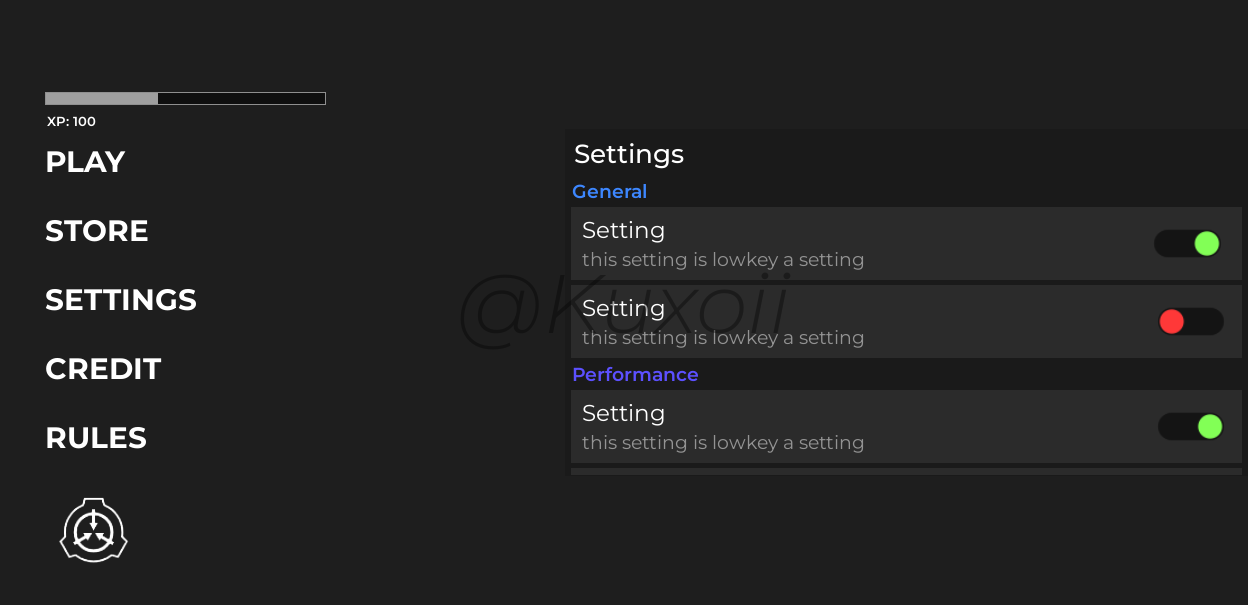 XP: 100
PLAY
STORE
SETTINGS
CREDIT
RULES
Settings
General
Setting
this setting is lowkey a setting
Setting
this setting is lowkey a setting
Performance
Setting
this setting is lowkey a setting
@Kuxoii